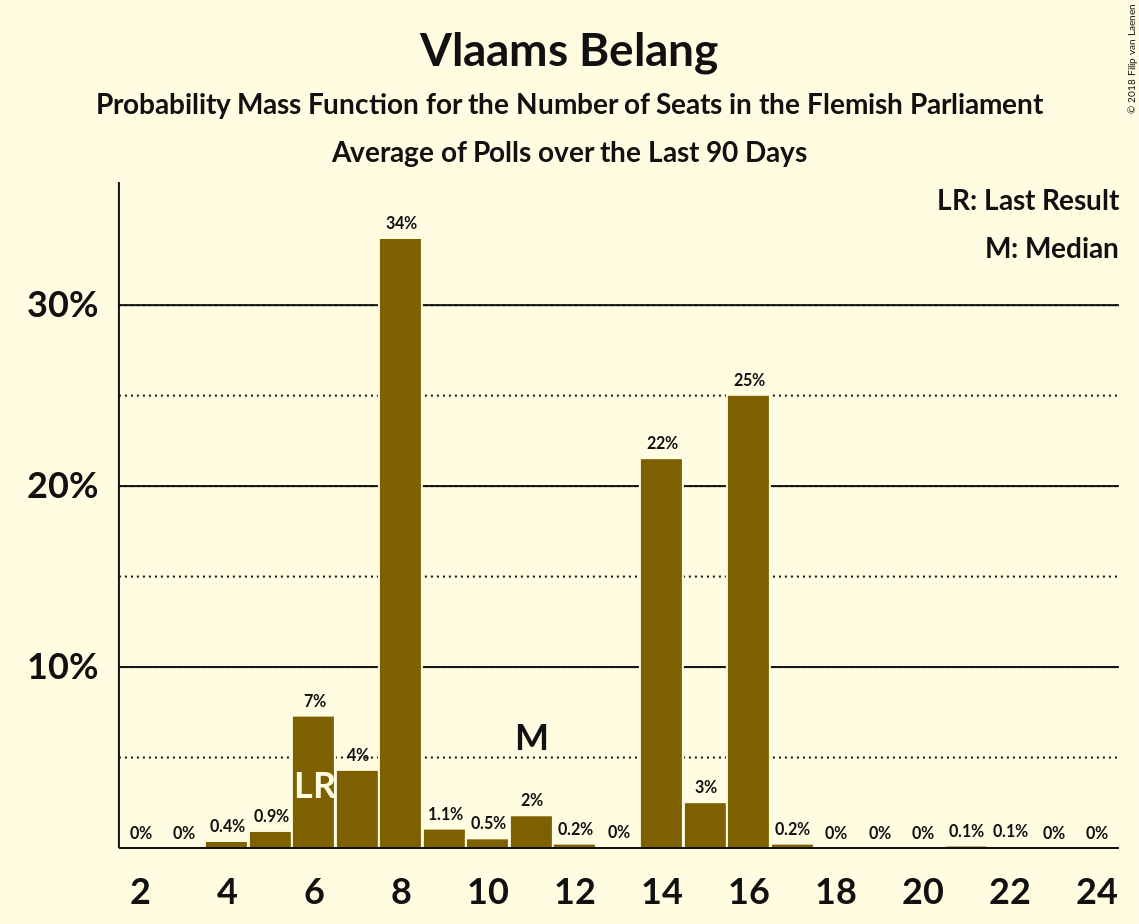 Vlaams Belang
Probability Mass Function for the Number of Seats in the Flemish Parliament
Average of Polls over the Last 90 Days
© 2018 Filip van Laenen
LR: Last Result
M: Median
30%
20%
10%
0%
0%
0.4%
0.9%
7%
4%
34%
1.1%
0.5%
2%
0.2%
0%
22%
3%
25%
0.2%
0%
0%
0%
0.1%
0.1%
0%
0%
LR
M
2 4 6 8 10 12 14 16 18 20 22 24